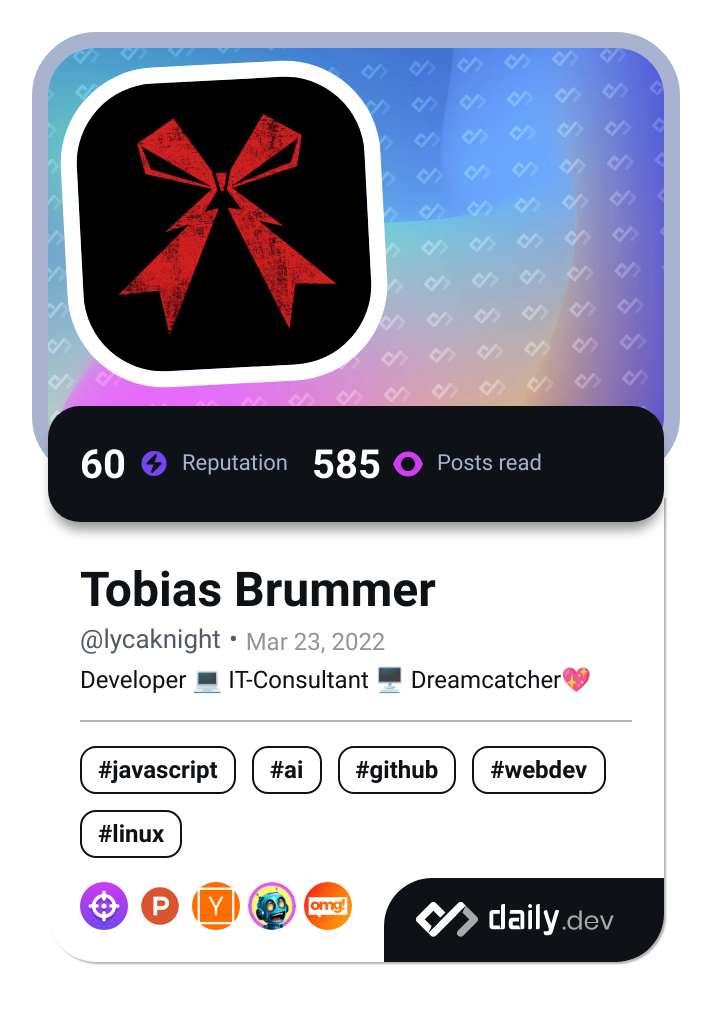 60 Reputation 585 Posts read
Tobias Brummer
@lycaknight • Mar 23, 2022
Developer 💻 IT-Consultant 🖥️ Dreamcatcher💖
#javascript #ai #github #webdev
#linux
P Y omg! daily.dev